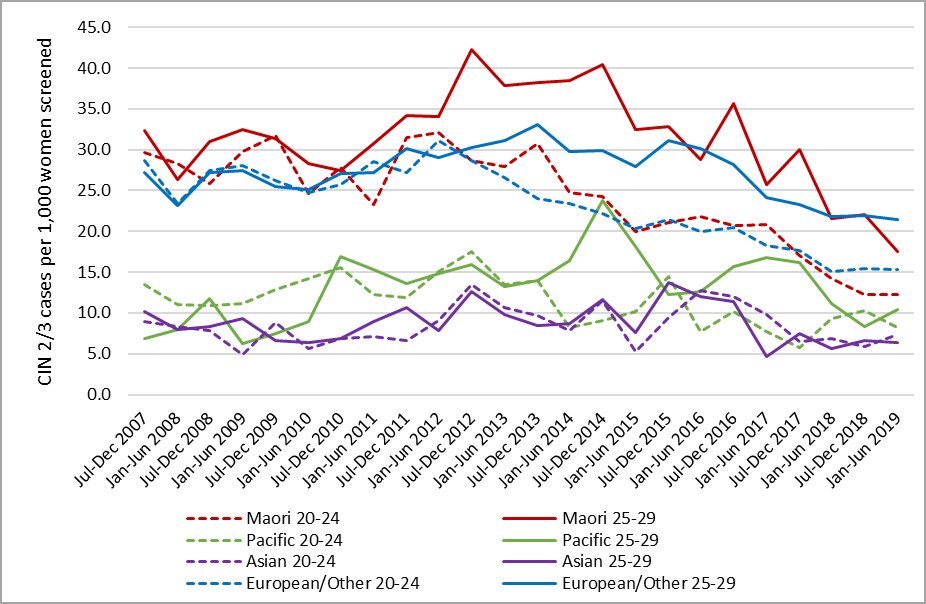 CIN 2/3 cases per 1,000 women screened
45.0
40.0
35.0
30.0
25.0
20.0
15.0
10.0
5.0
0.0
Jul-Dec 2007
Jan-Jun 2008
Jul-Dec 2008
Jan-Jun 2009
Jul-Dec 2009
Jan-Jun 2010
Jul-Dec 2010
Jan-Jun 2011
Jul-Dec 2011
Jan-Jun 2012
Jul-Dec 2012
Jan-Jun 2013
Jul-Dec 2013
Jan-Jun 2014
Jul-Dec 2014
Jan-Jun 2015
Jul-Dec 2015
Jan-Jun 2016
Jul-Dec 2016
Jan-Jun 2017
Jul-Dec 2017
Jan-Jun 2018
Jul-Dec 2018
Jan-Jun 2019
Maori 20-24 Maori 25-29
Pacific 20-24 Pacific 25-29
Asian 20-24 Asian 25-29
European/Other 20-24 European/Other 25-29